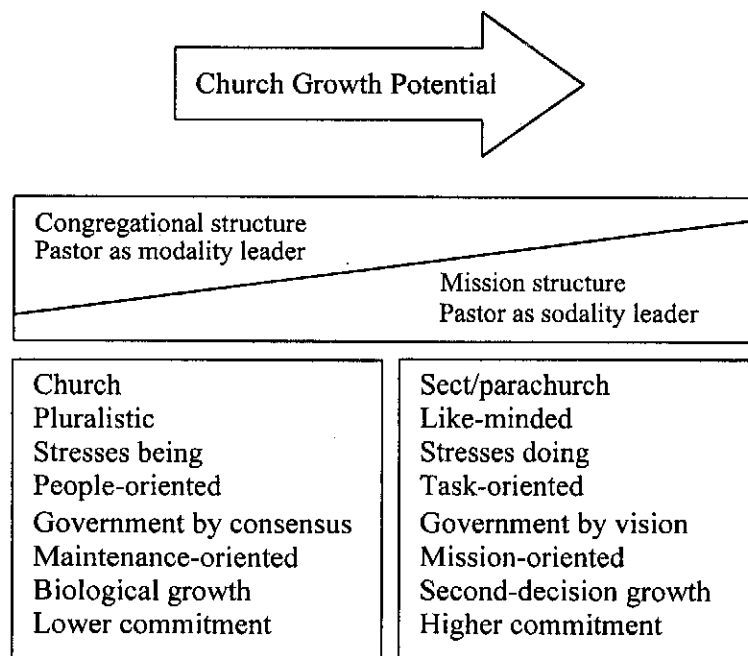 Church Growth Potential
Congregational structure
Pastor as modality leader
Mission structure
Pastor as sodality leader
Church
Pluralistic
Stresses being
People-oriented
Government by consensus
Maintenance-oriented
Biological growth
Lower commitment
Sect/parachurch
Like-minded
Stresses doing
Task-oriented
Government by vision
Mission-oriented
Second-decision growth
Higher commitment